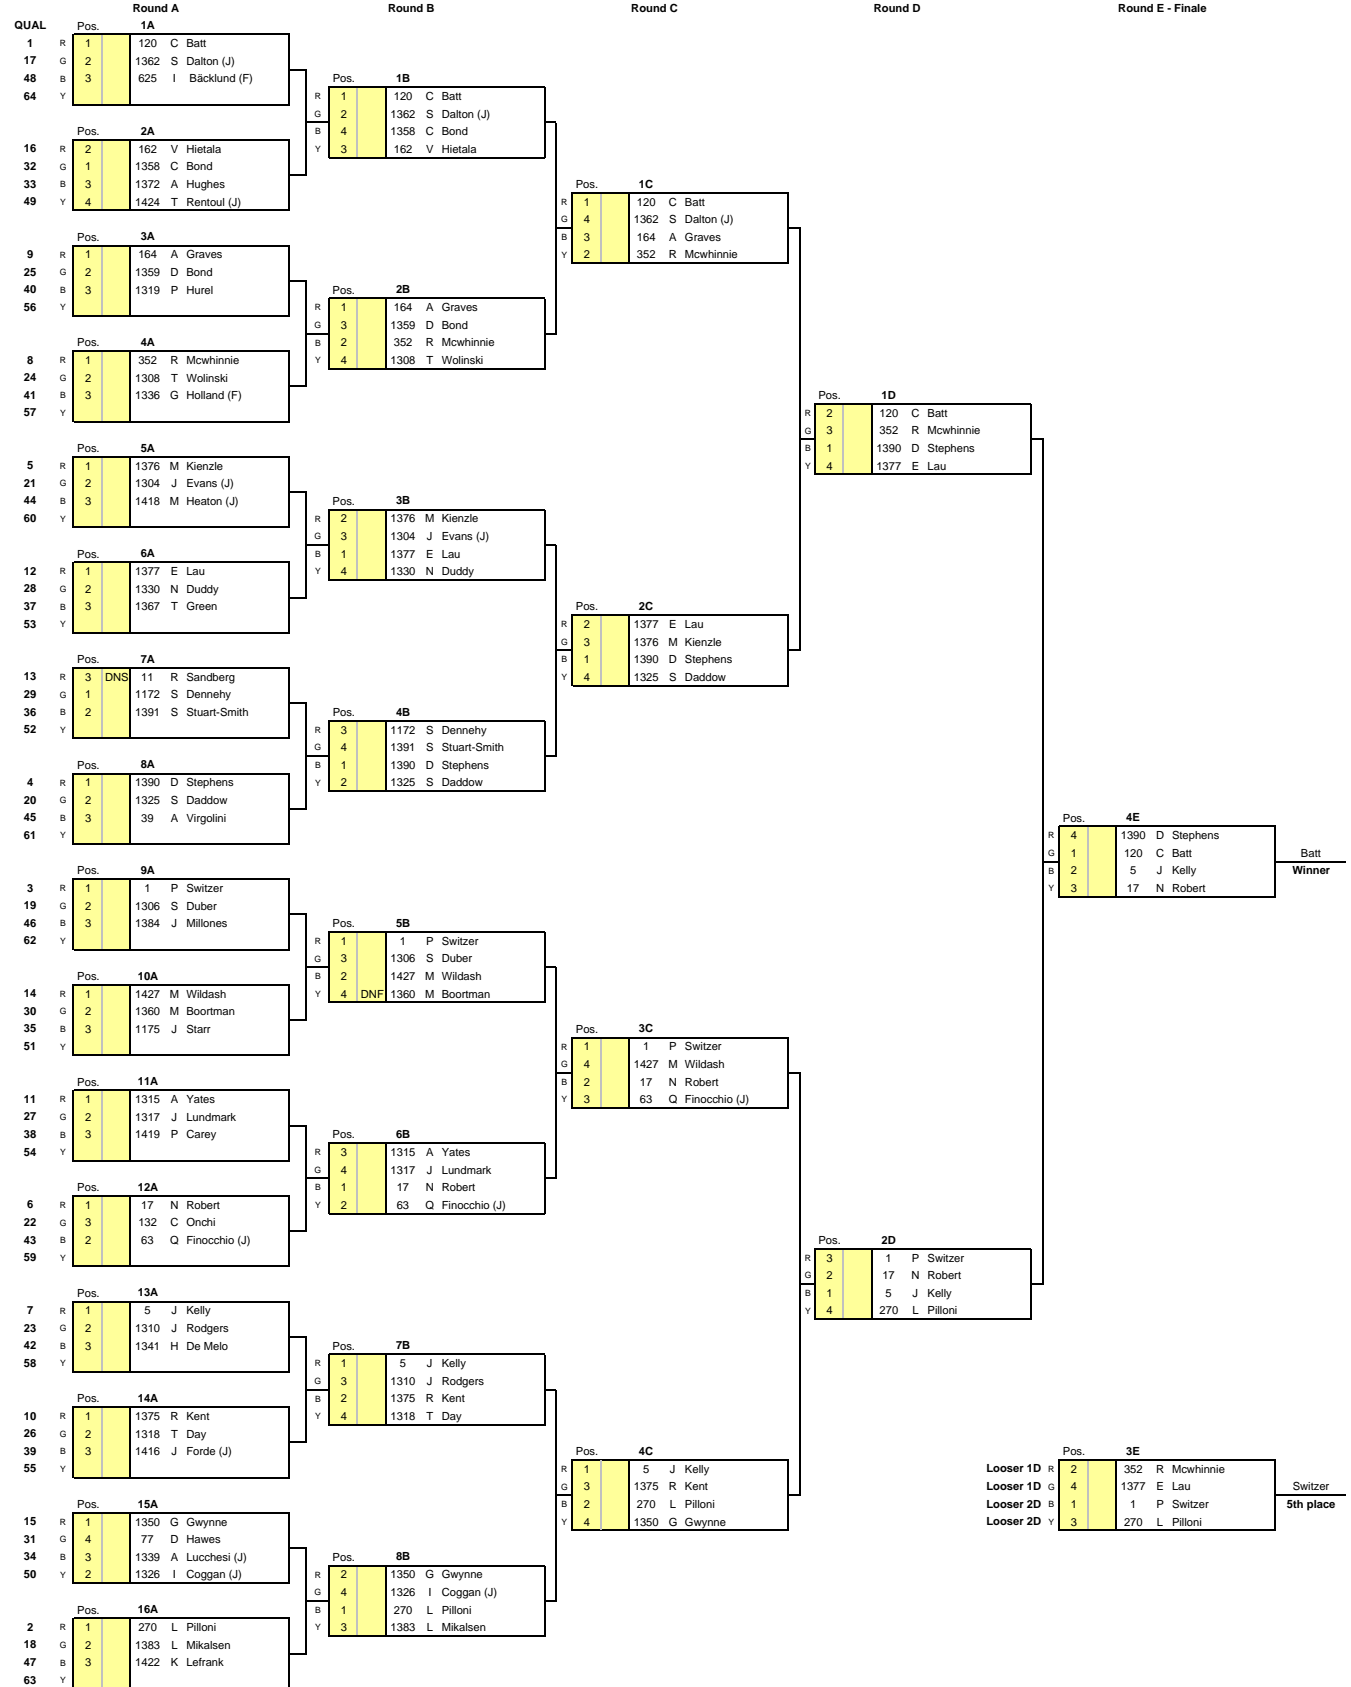 Round A Round B Round C Round D Round E - Finale
QUAL Pos. 1A
1 R 1 120 C Batt
17 G 2 1362 S Dalton (J)
48 B 3 625 I Bäcklund (F)
64 Y
Pos. 2A
16 R 2 162 V Hietala
32 G 1 1358 C Bond
33 B 3 1372 A Hughes
49 Y 4 1424 T Rentoul (J)
Pos. 3A
9 R 1 164 A Graves
25 G 2 1359 D Bond
40 B 3 1319 P Hurel
56 Y
Pos. 4A
8 R 1 352 R Mcwhinnie
24 G 2 1308 T Wolinski
41 B 3 1336 G Holland (F)
57 Y
Pos. 5A
5 R 1 1376 M Kienzle
21 G 2 1304 J Evans (J)
44 B 3 1418 M Heaton (J)
60 Y
Pos. 6A
12 R 1 1377 E Lau
28 G 2 1330 N Duddy
37 B 3 1367 T Green
53 Y
Pos. 7A
13 R 3 DNS 11 R Sandberg
29 G 1 1172 S Dennehy
36 B 2 1391 S Stuart-Smith
52 Y
Pos. 8A
4 R 1 1390 D Stephens
20 G 2 1325 S Daddow
45 B 3 39 A Virgolini
61 Y
Pos. 9A
3 R 1 1 P Switzer
19 G 2 1306 S Duber
46 B 3 1384 J Millones
62 Y
Pos. 10A
14 R 1 1427 M Wildash
30 G 2 1360 M Boortman
35 B 3 1175 J Starr
51 Y
Pos. 11A
11 R 1 1315 A Yates
27 G 2 1317 J Lundmark
38 B 3 1419 P Carey
54 Y
Pos. 12A
6 R 1 17 N Robert
22 G 3 132 C Onchi
43 B 2 63 Q Finocchio (J)
59 Y
Pos. 13A
7 R 1 5 J Kelly
23 G 2 1310 J Rodgers
42 B 3 1341 H De Melo
58 Y
Pos. 14A
10 R 1 1375 R Kent
26 G 2 1318 T Day
39 B 3 1416 J Forde (J)
55 Y
Pos. 15A
15 R 1 1350 G Gwynne
31 G 4 77 D Hawes
34 B 3 1339 A Lucchesi (J)
50 Y 2 1326 I Coggan (J)
Pos. 16A
2 R 1 270 L Pilloni
18 G 2 1383 L Mikalsen
47 B 3 1422 K Lefrank
63 Y
Pos. 1B
R 1 120 C Batt
G 2 1362 S Dalton (J)
B 4 1358 C Bond
Y 3 162 V Hietala
Pos. 2B
R 1 164 A Graves
G 3 1359 D Bond
B 2 352 R Mcwhinnie
Y 4 1308 T Wolinski
Pos. 3B
R 2 1376 M Kienzle
G 3 1304 J Evans (J)
B 1 1377 E Lau
Y 4 1330 N Duddy
Pos. 4B
R 3 1172 S Dennehy
G 4 1391 S Stuart-Smith
B 1 1390 D Stephens
Y 2 1325 S Daddow
Pos. 5B
R 1 1 P Switzer
G 3 1306 S Duber
B 2 1427 M Wildash
Y 4 DNF 1360 M Boortman
Pos. 6B
R 3 1315 A Yates
G 4 1317 J Lundmark
B 1 17 N Robert
Y 2 63 Q Finocchio (J)
Pos. 7B
R 1 5 J Kelly
G 3 1310 J Rodgers
B 2 1375 R Kent
Y 4 1318 T Day
Pos. 8B
R 2 1350 G Gwynne
G 4 1326 I Coggan (J)
B 1 270 L Pilloni
Y 3 1383 L Mikalsen
Pos. 1C
R 1 120 C Batt
G 4 1362 S Dalton (J)
B 3 164 A Graves
Y 2 352 R Mcwhinnie
Pos. 2C
R 2 1377 E Lau
G 3 1376 M Kienzle
B 1 1390 D Stephens
Y 4 1325 S Daddow
Pos. 3C
R 1 1 P Switzer
G 4 1427 M Wildash
B 2 17 N Robert
Y 3 63 Q Finocchio (J)
Pos. 4C
R 1 5 J Kelly
G 3 1375 R Kent
B 2 270 L Pilloni
Y 4 1350 G Gwynne
Pos. 1D
R 2 120 C Batt
G 3 352 R Mcwhinnie
B 1 1390 D Stephens
Y 4 1377 E Lau
Pos. 2D
R 3 1 P Switzer
G 2 17 N Robert
B 1 5 J Kelly
Y 4 270 L Pilloni
Pos. 4E
R 4 1390 D Stephens
G 1 120 C Batt Batt
B 2 5 J Kelly Winner
Y 3 17 N Robert
Pos. 3E
Looser 1D R 2 352 R Mcwhinnie
Looser 1D G 4 1377 E Lau Switzer
Looser 2D B 1 1 P Switzer 5th place
Looser 2D Y 3 270 L Pilloni